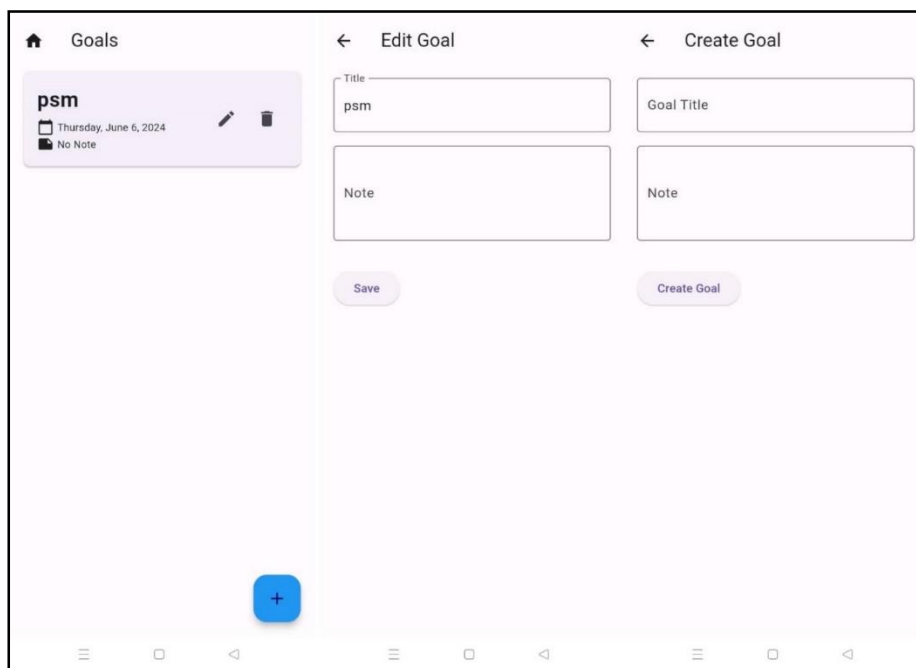 Goals
psm
Thursday, June 6, 2024
No Note
+
Edit Goal
Title
psm
Note
Save
Create Goal
Goal Title
Note
Create Goal